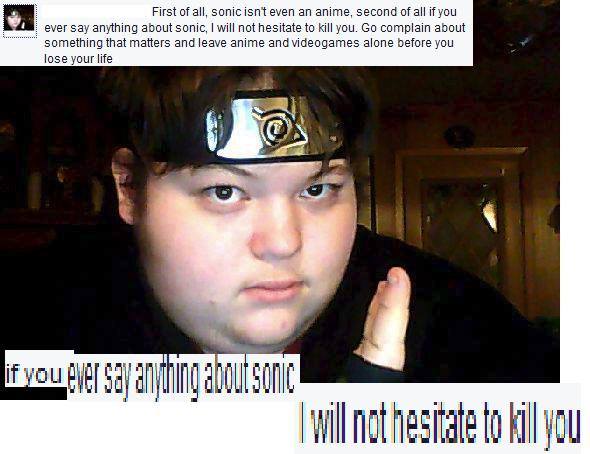 First of all, sonic isn't even an anime, second of all if you
ever say anything about sonic, I will not hesitate to kill you. Go complain about
something that matters and leave anime and videogames alone before you
lose your life
if you ever say anything about sonic
I will not hesitate to kill you